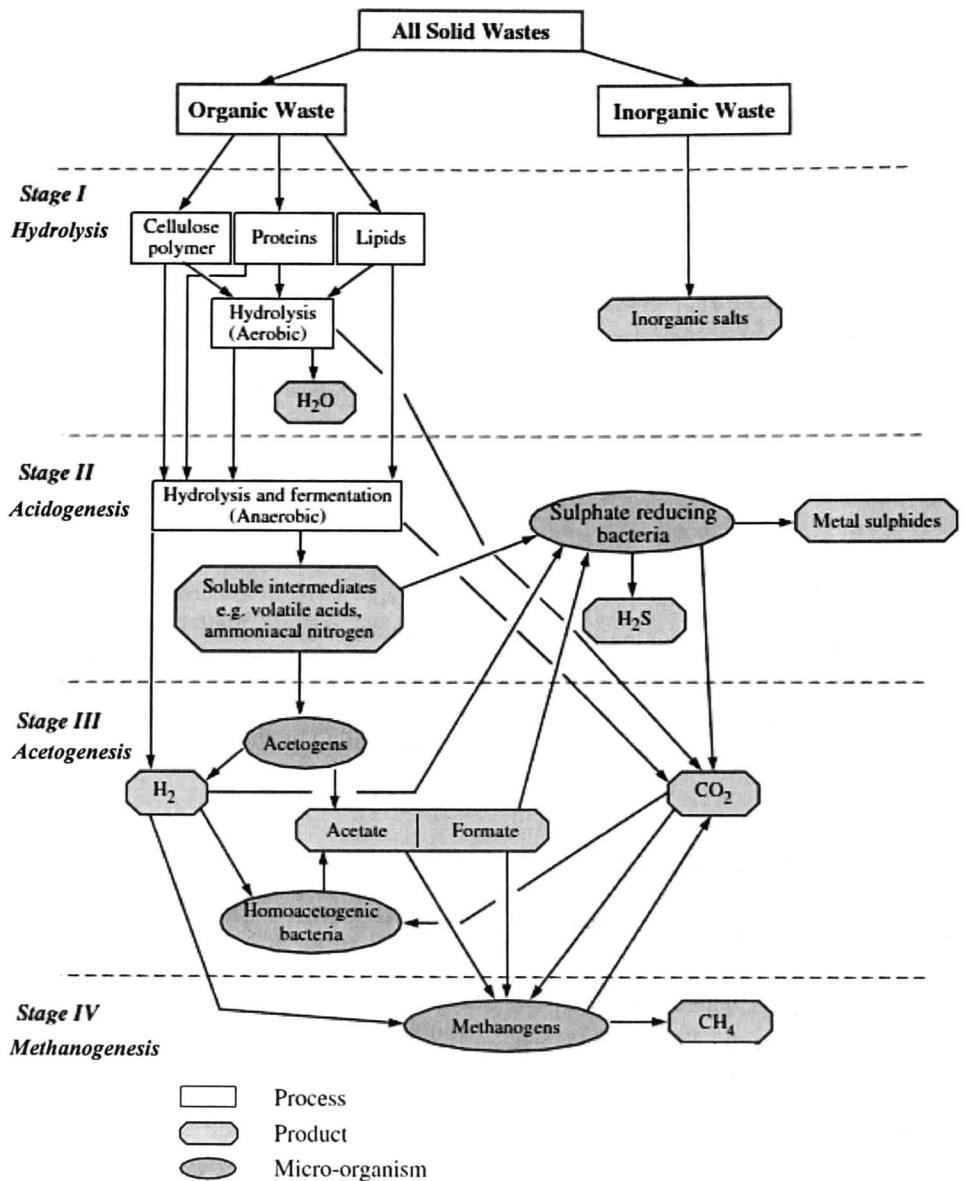 All Solid Wastes
Organic Waste
Inorganic Waste
Stage I
Hydrolysis
Cellulose
polymer
Proteins
Lipids
Hydrolysis
(Aerobic)
Inorganic salts
H₂O
Stage II
Acidogenesis
Hydrolysis and fermentation
(Anaerobic)
Sulphate reducing
bacteria
Metal sulphides
Soluble intermediates
e.g. volatile acids,
ammoniacal nitrogen
H₂S
Stage III
Acetogenesis
Acetogens
H₂
CO₂
Acetate
Formate
Homoacetogenic
bacteria
Stage IV
Methanogenesis
Methanogens
CH₄
Process
Product
Micro-organism